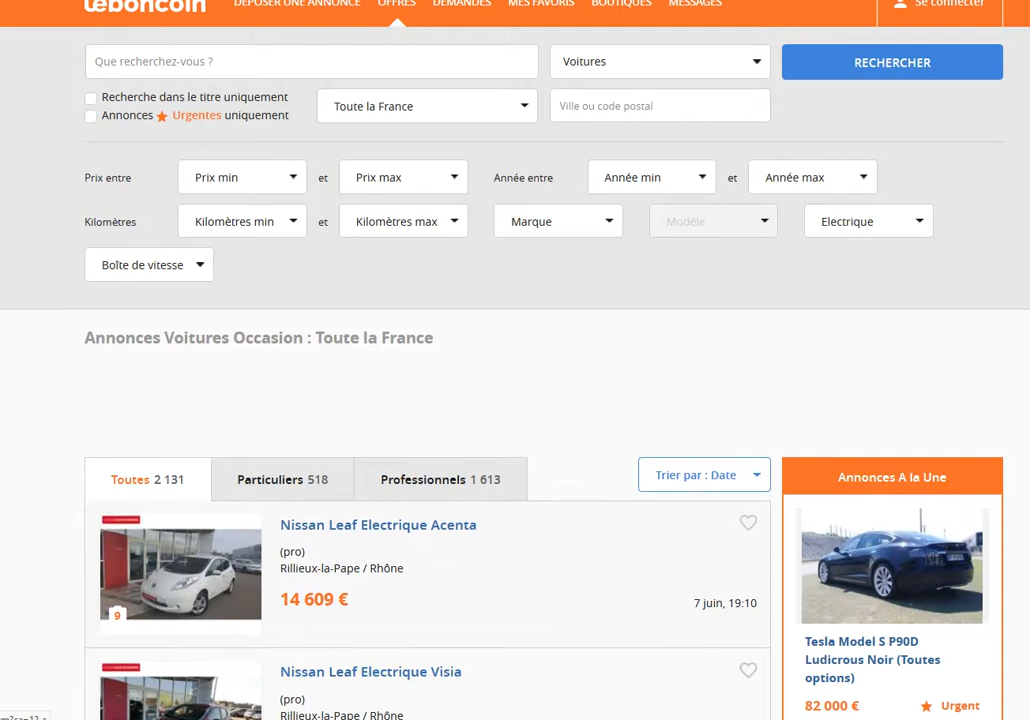 leboncoin
DÉPOSER UNE ANNONCE OFFRES DEMANDES MES FAVORIS BOUTIQUES MESSAGES Se connecter
Que recherchez-vous ? Voitures RECHERCHER
Recherche dans le titre uniquement
Annonces Urgentes uniquement
Toute la France Ville ou code postal
Prix entre Prix min et Prix max Année entre Année min et Année max
Kilomètres Kilomètres min et Kilomètres max Marque Modèle Electrique
Boîte de vitesse
Annonces Voitures Occasion : Toute la France
Toutes 2 131 Particuliers 518 Professionnels 1 613 Trier par : Date
Nissan Leaf Electrique Acenta
(pro)
Rillieux-la-Pape / Rhône
14 609 €
7 juin, 19:10
9
Nissan Leaf Electrique Visia
(pro)
Rillieux-la-Pape / Rhône
Annonces A la Une
Tesla Model S P90D
Ludicrous Noir (Toutes
options)
82 000 € Urgent